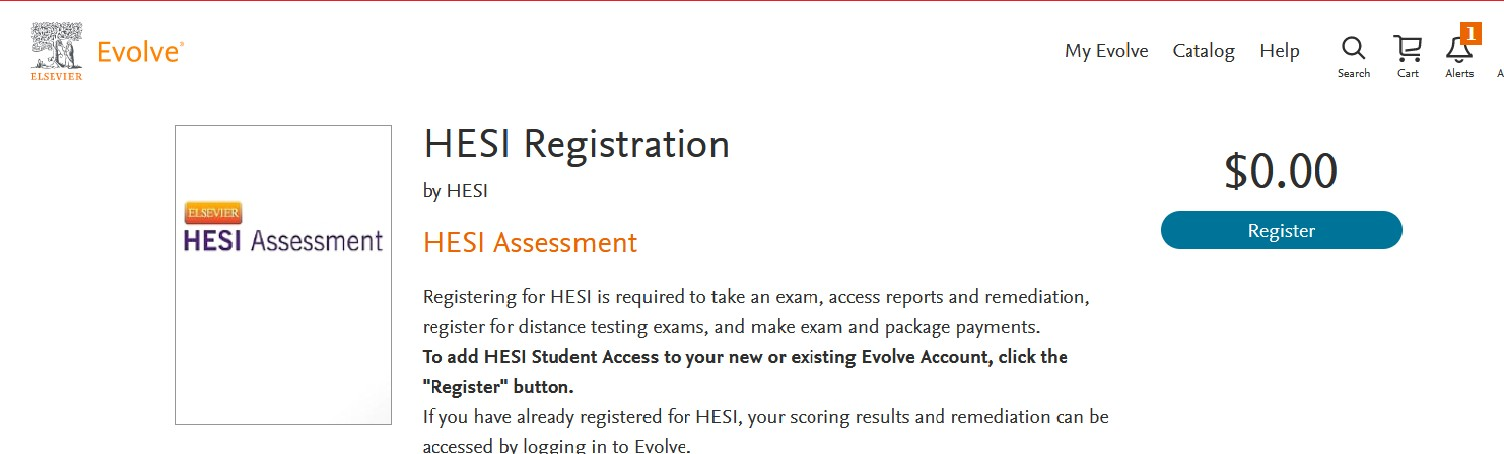 ELSEVIER
Evolve®
My Evolve Catalog Help
Search Cart Alerts
1
ELSEVIER
HESI Assessment
HESI Registration
by HESI
HESI Assessment
Registering for HESI is required to take an exam, access reports and remediation,
register for distance testing exams, and make exam and package payments.
To add HESI Student Access to your new or existing Evolve Account, click the
"Register" button.
If you have already registered for HESI, your scoring results and remediation can be
accessed by logging in to Evolve.
$0.00
Register